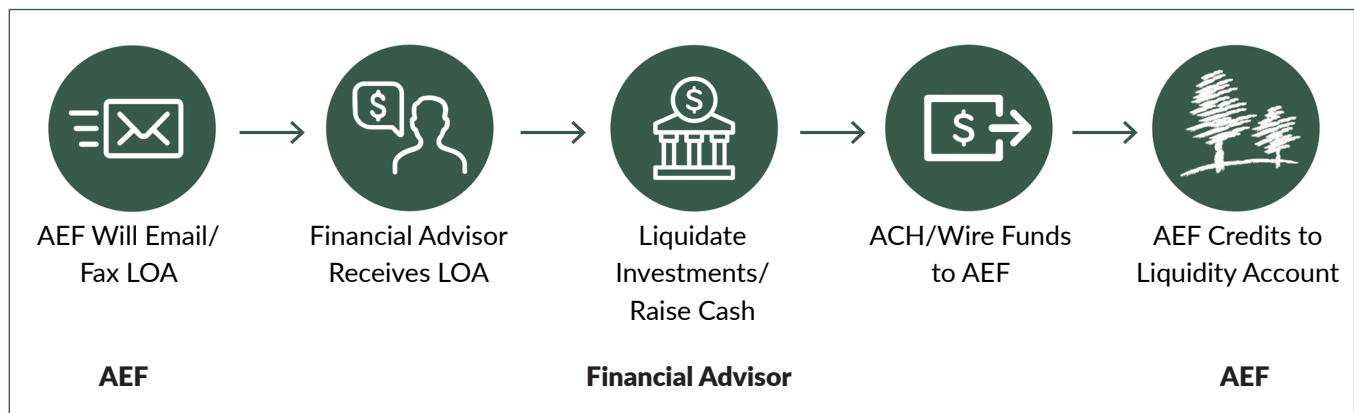 AEF Will Email/
Fax LOA
Financial Advisor
Receives LOA
Liquidate
Investments/
Raise Cash
ACH/Wire Funds
to AEF
AEF Credits to
Liquidity Account
AEF
Financial Advisor
AEF